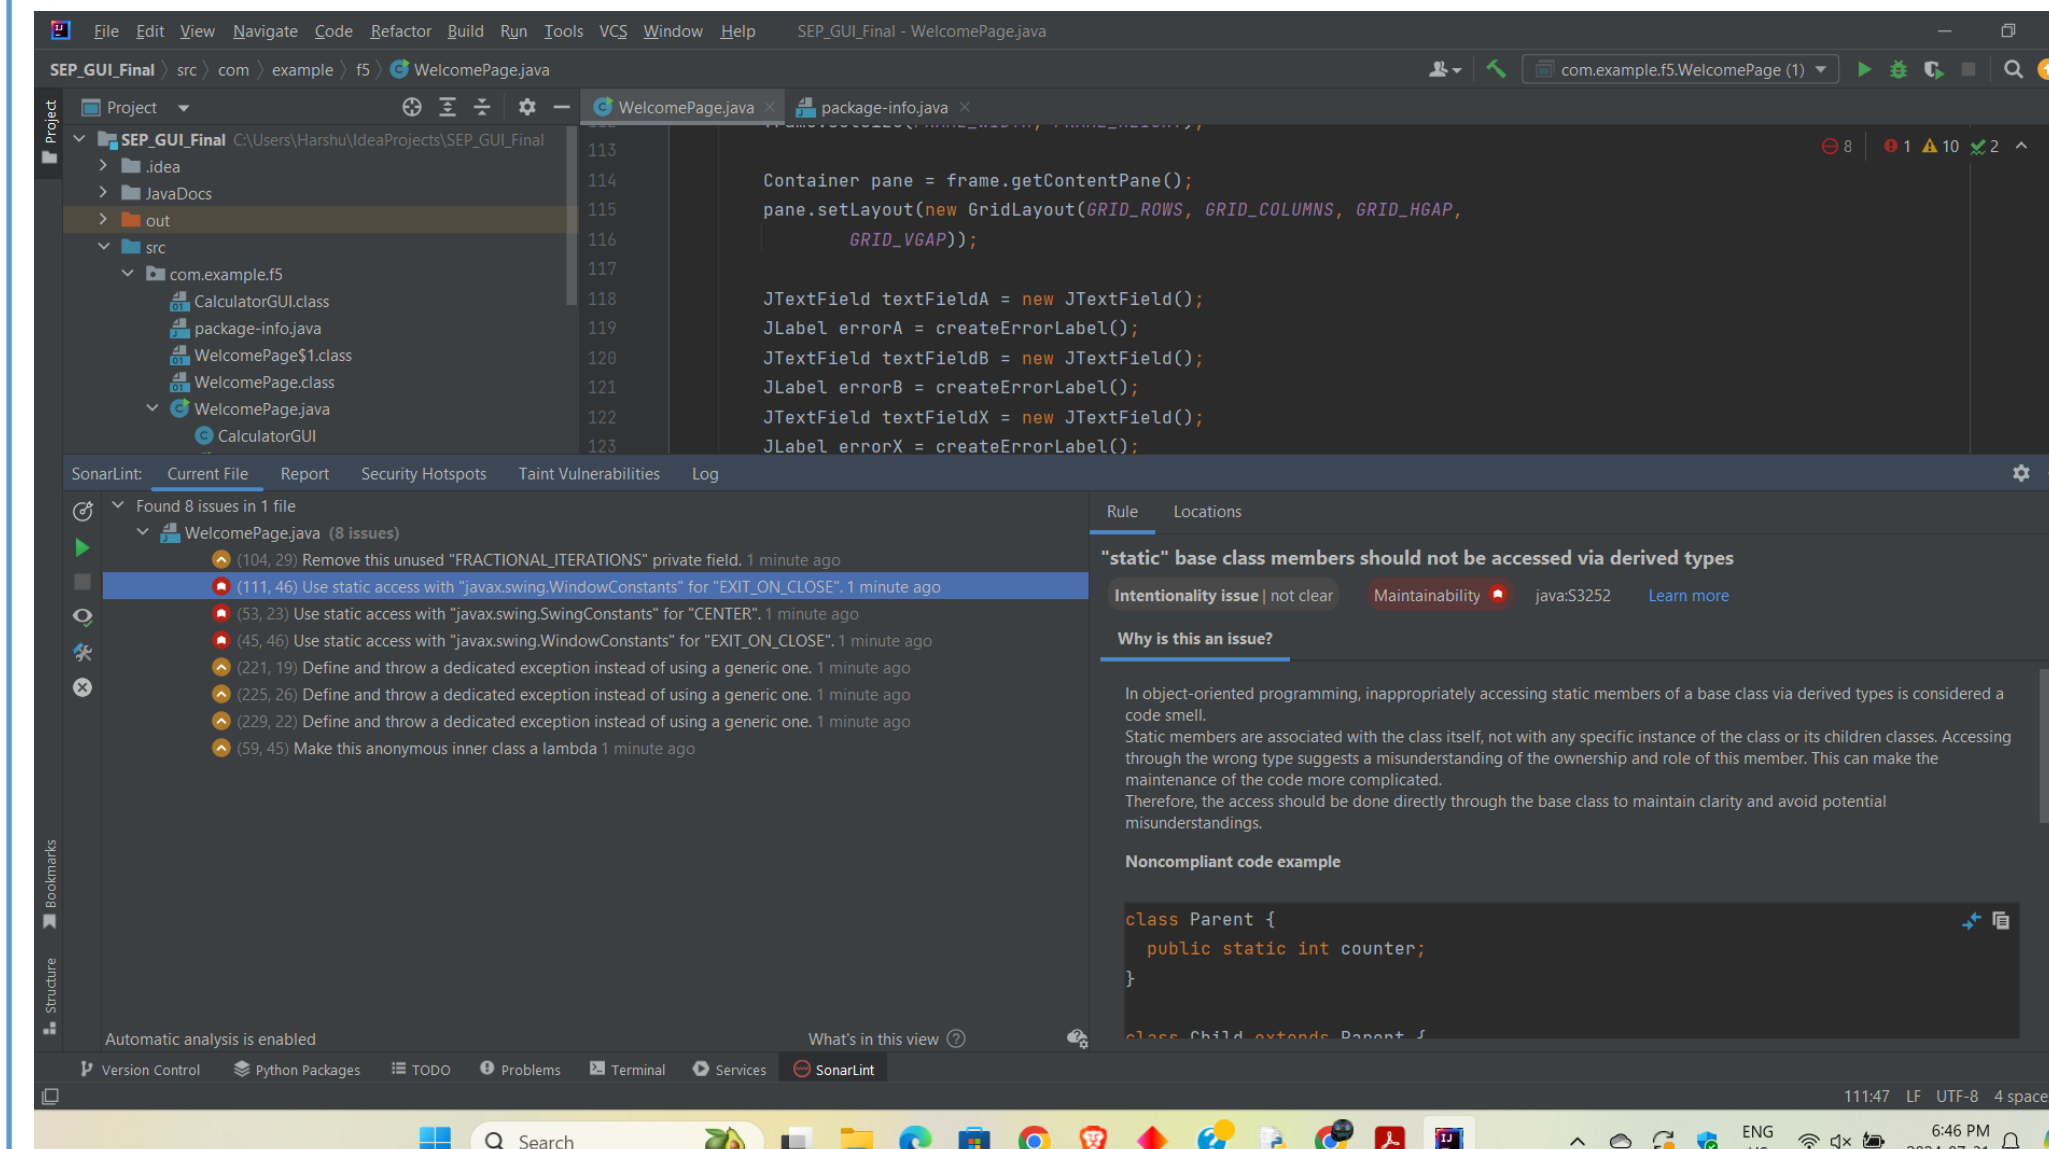 File Edit View Navigate Code Refactor Build Run Tools VCS Window Help SEP_GUI_Final - WelcomePage.java
SEP_GUI_Final 〉 src 〉 com 〉 example 〉 f5 〉 WelcomePage.java com.example.f5.WelcomePage (1)
Project
Project WelcomePage.java package-info.java
SEP_GUI_Final C:\Users\Harshu\IdeaProjects\SEP_GUI_Final
.idea
JavaDocs
out
src
com.example.f5
CalculatorGUI.class
package-info.java
WelcomePage$1.class
WelcomePage.class
WelcomePage.java
CalculatorGUI
8 1 10 2
113
114 Container pane = frame.getContentPane();
115 pane.setLayout(new GridLayout(GRID_ROWS, GRID_COLUMNS, GRID_HGAP,
116 GRID_VGAP));
117
118 JTextField textFieldA = new JTextField();
119 JLabel errorA = createErrorLabel();
120 JTextField textFieldB = new JTextField();
121 JLabel errorB = createErrorLabel();
122 JTextField textFieldX = new JTextField();
123 JLabel errorX = createErrorLabel();
SonarLint: Current File Report Security Hotspots Taint Vulnerabilities Log
Found 8 issues in 1 file
WelcomePage.java (8 issues)
(104, 29) Remove this unused "FRACTIONAL_ITERATIONS" private field. 1 minute ago
(111, 46) Use static access with "javax.swing.WindowConstants" for "EXIT_ON_CLOSE". 1 minute ago
(53, 23) Use static access with "javax.swing.SwingConstants" for "CENTER". 1 minute ago
(45, 46) Use static access with "javax.swing.WindowConstants" for "EXIT_ON_CLOSE". 1 minute ago
(221, 19) Define and throw a dedicated exception instead of using a generic one. 1 minute ago
(225, 26) Define and throw a dedicated exception instead of using a generic one. 1 minute ago
(229, 22) Define and throw a dedicated exception instead of using a generic one. 1 minute ago
(59, 45) Make this anonymous inner class a lambda 1 minute ago
Automatic analysis is enabled What's in this view
Rule Locations
"static" base class members should not be accessed via derived types
Intentionality issue | not clear Maintainability java:S3252 Learn more
Why is this an issue?
In object-oriented programming, inappropriately accessing static members of a base class via derived types is considered a
code smell.
Static members are associated with the class itself, not with any specific instance of the class or its children classes. Accessing
through the wrong type suggests a misunderstanding of the ownership and role of this member. This can make the
maintenance of the code more complicated.
Therefore, the access should be done directly through the base class to maintain clarity and avoid potential
misunderstandings.
Noncompliant code example
class Parent {
public static int counter;
}
class Child extends Parent {
Bookmarks
Structure
Version Control Python Packages TODO Problems Terminal Services SonarLint
111:47 LF UTF-8 4 space
Search ENG 6:46 PM